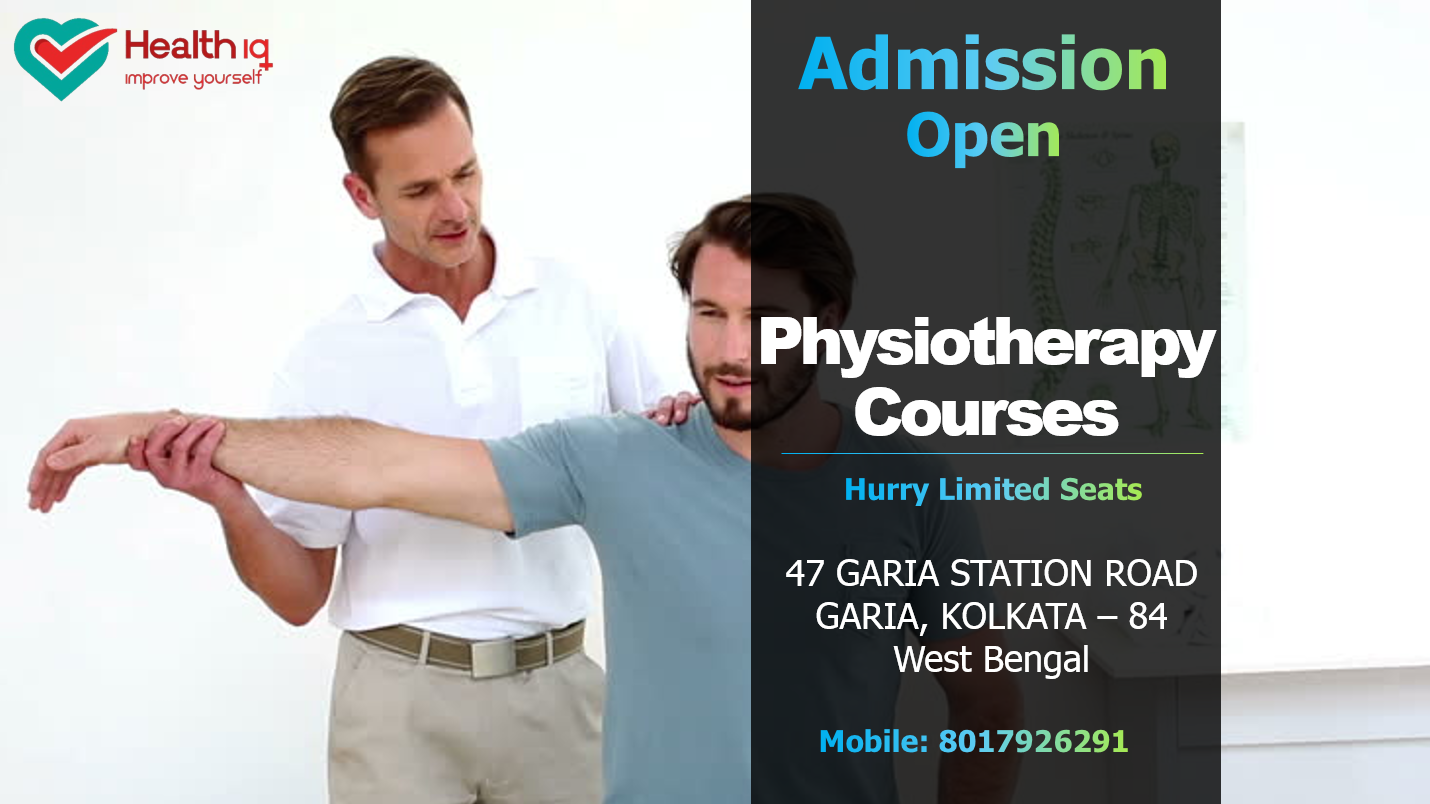 Health iq
improve yourself
Admission
Open
Physiotherapy
Courses
Hurry Limited Seats
47 GARIA STATION ROAD
GARIA, KOLKATA – 84
West Bengal
Mobile: 8017926291